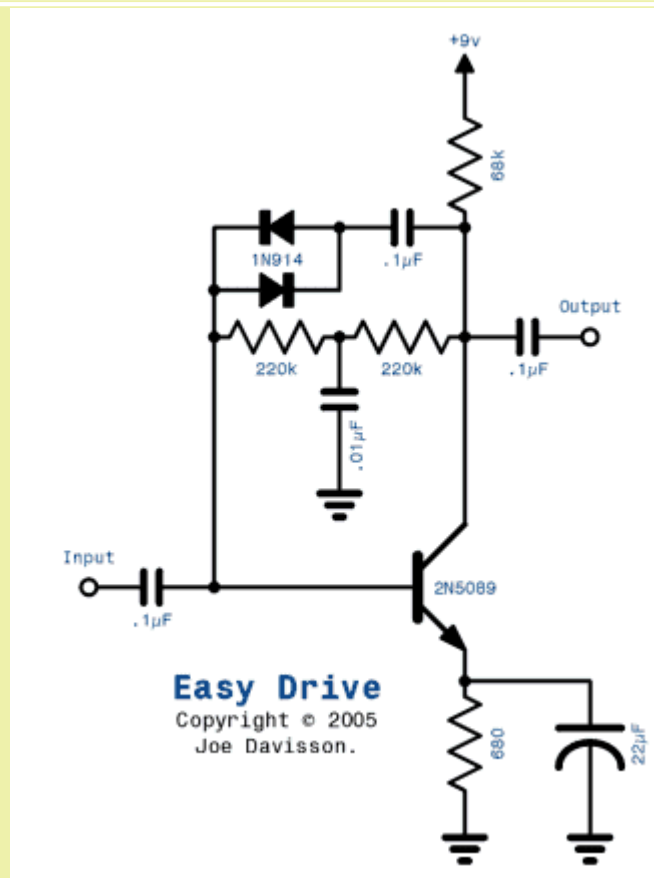 +9v
68k
1N914
.1µF
Output
220k
220k
.1µF
.01µF
Input
.1µF
2N5089
Easy Drive
Copyright © 2005
Joe Davisson.
680
22µF